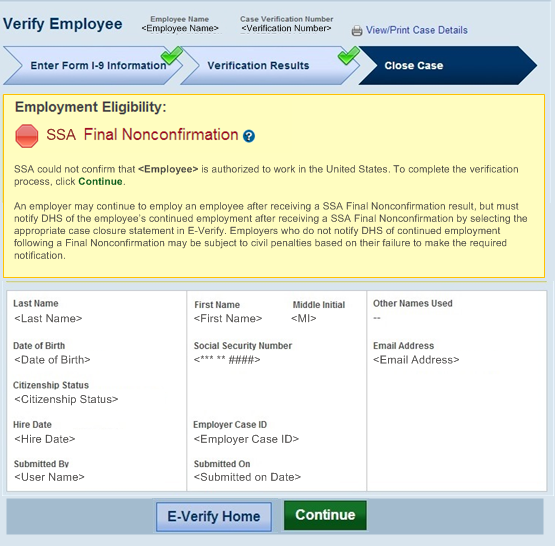 Verify Employee
Employee Name
<Employee Name>
Case Verification Number
<Verification Number>
View/Print Case Details
Enter Form I-9 Information
Verification Results
Close Case
Employment Eligibility:
SSA Final Nonconfirmation ?
SSA could not confirm that <Employee> is authorized to work in the United States. To complete the verification
process, click Continue.
An employer may continue to employ an employee after receiving a SSA Final Nonconfirmation result, but must
notify DHS of the employee's continued employment after receiving a SSA Final Nonconfirmation by selecting the
appropriate case closure statement in E-Verify. Employers who do not notify DHS of continued employment
following a Final Nonconfirmation may be subject to civil penalties based on their failure to make the required
notification.
Last Name
<Last Name>
First Name
<First Name>
Middle Initial
<MI>
Other Names Used
--
Date of Birth
<Date of Birth>
Social Security Number
<*** ** ####>
Email Address
<Email Address>
Citizenship Status
<Citizenship Status>
Hire Date
<Hire Date>
Employer Case ID
<Employer Case ID>
Submitted By
<User Name>
Submitted On
<Submitted on Date>
E-Verify Home
Continue